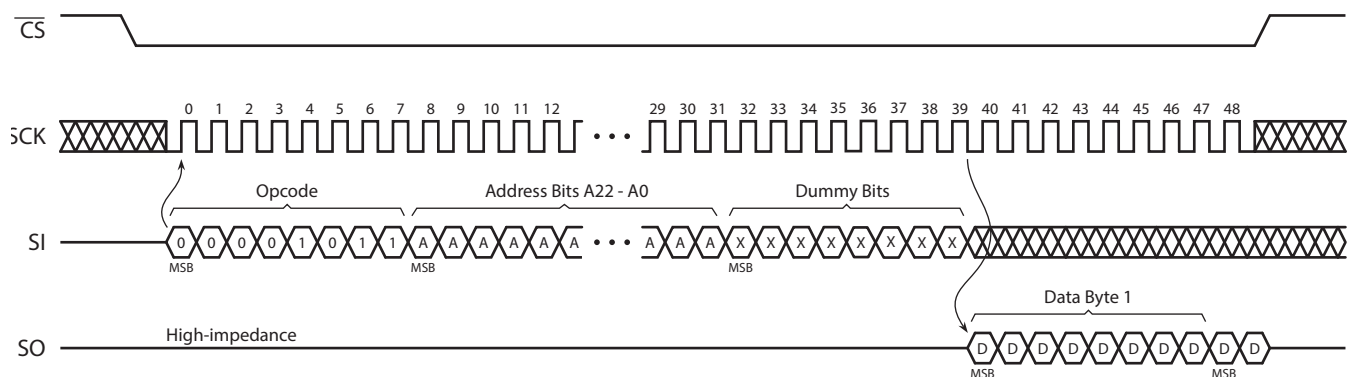 CS
0 1 2 3 4 5 6 7 8 9 10 11 12 29 30 31 32 33 34 35 36 37 38 39 40 41 42 43 44 45 46 47 48
SCK
Opcode Address Bits A22 - A0 Dummy Bits
SI 0 0 0 0 1 0 1 1 A A A A A A • • • A A A X X X X X X X X
MSB MSB MSB
Data Byte 1
High-impedance
SO D D D D D D D D D D
MSB MSB